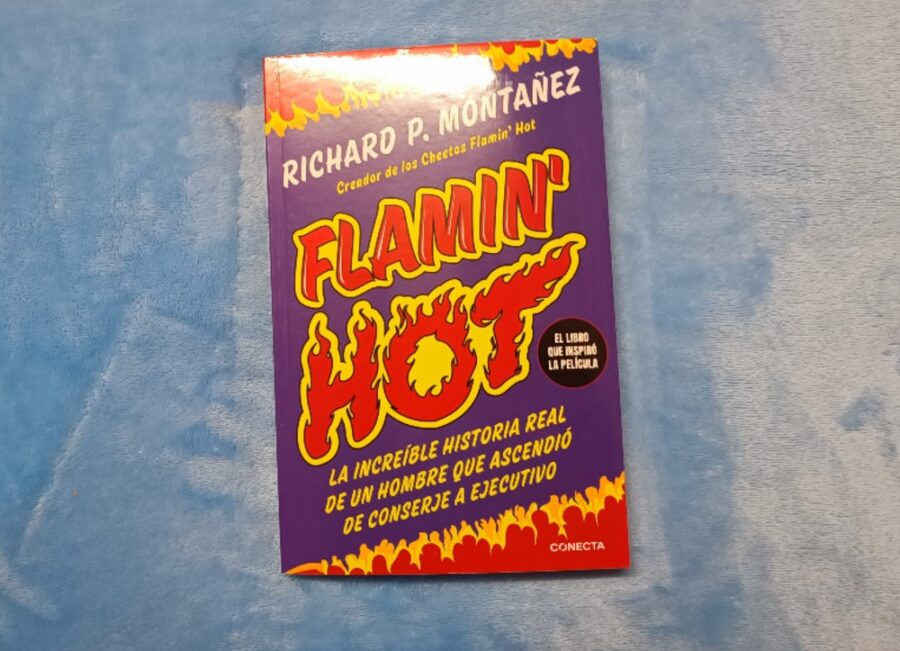 RICHARD P. MONTAÑEZ
Creador de los Cheetos Flamin' Hot
FLAMIN'
HOT
EL LIBRO
QUE INSPIRÓ
LA PELÍCULA
LA INCREÍBLE HISTORIA REAL
DE UN HOMBRE QUE ASCENDIÓ
DE CONSERJE A EJECUTIVO
CONECTA